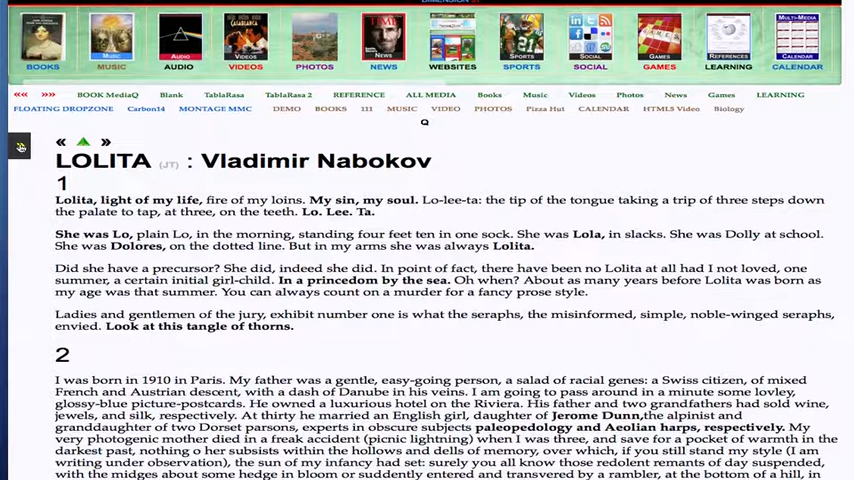 DIMENSION
BOOKS MUSIC AUDIO VIDEOS PHOTOS NEWS WEBSITES SPORTS SOCIAL GAMES LEARNING CALENDAR
«« »» BOOK MediaQ Blank TablaRasa TablaRasa 2 REFERENCE ALL MEDIA Books Music Videos Photos News Games LEARNING
FLOATING DROPZONE Carbon14 MONTAGE MMC DEMO BOOKS 111 MUSIC VIDEO PHOTOS Pizza Hut CALENDAR HTML5 Video Biology
Q
« »
LOLITA (JT) : Vladimir Nabokov
1
Lolita, light of my life, fire of my loins. My sin, my soul. Lo-lee-ta: the tip of the tongue taking a trip of three steps down
the palate to tap, at three, on the teeth. Lo. Lee. Ta.
She was Lo, plain Lo, in the morning, standing four feet ten in one sock. She was Lola, in slacks. She was Dolly at school.
She was Dolores, on the dotted line. But in my arms she was always Lolita.
Did she have a precursor? She did, indeed she did. In point of fact, there have been no Lolita at all had I not loved, one
summer, a certain initial girl-child. In a princedom by the sea. Oh when? About as many years before Lolita was born as
my age was that summer. You can always count on a murder for a fancy prose style.
Ladies and gentlemen of the jury, exhibit number one is what the seraphs, the misinformed, simple, noble-winged seraphs,
envied. Look at this tangle of thorns.
2
I was born in 1910 in Paris. My father was a gentle, easy-going person, a salad of racial genes: a Swiss citizen, of mixed
French and Austrian descent, with a dash of Danube in his veins. I am going to pass around in a minute some lovley,
glossy-blue picture-postcards. He owned a luxurious hotel on the Riviera. His father and two grandfathers had sold wine,
jewels, and silk, respectively. At thirty he married an English girl, daughter of Jerome Dunn,the alpinist and
granddaughter of two Dorset parsons, experts in obscure subjects paleopedology and Aeolian harps, respectively. My
very photogenic mother died in a freak accident (picnic lightning) when I was three, and save for a pocket of warmth in the
darkest past, nothing o her subsists within the hollows and dells of memory, over which, if you still stand my style (I am
writing under observation), the sun of my infancy had set: surely you all know those redolent remants of day suspended,
with the midges about some hedge in bloom or suddenly entered and transvered by a rambler, at the bottom of a hill, in